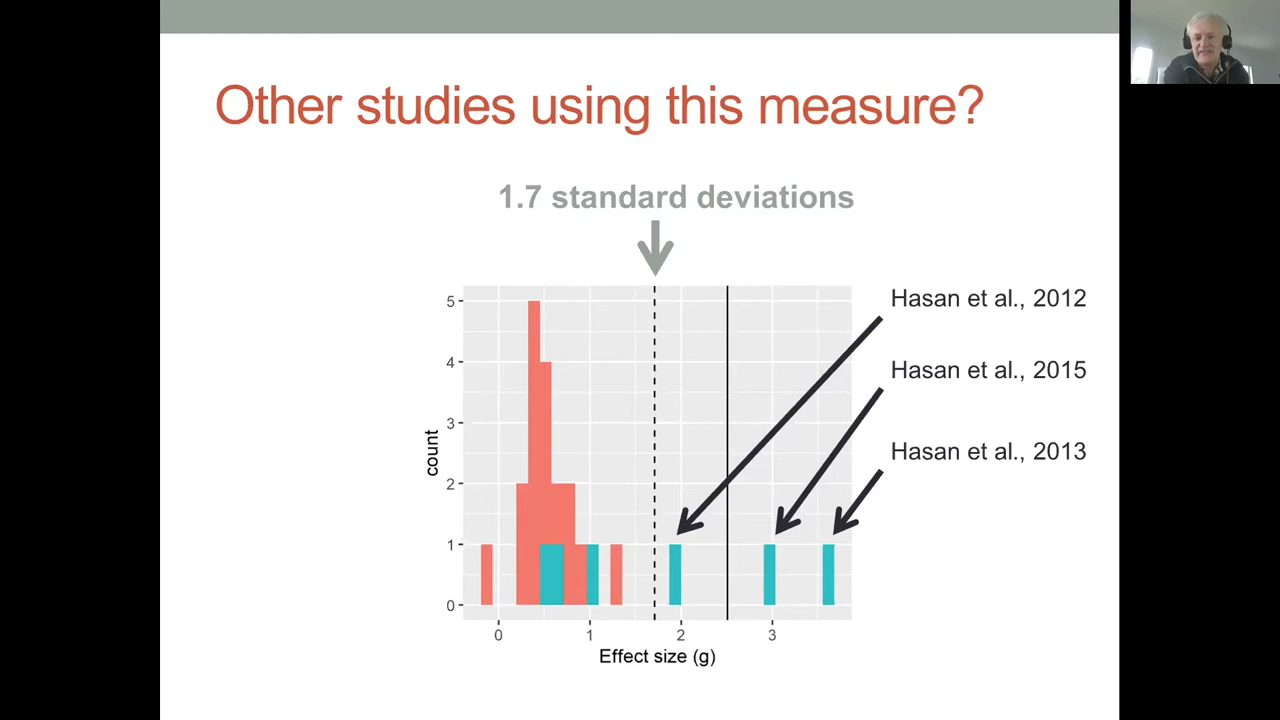 Other studies using this measure?
1.7 standard deviations
Hasan et al., 2012
Hasan et al., 2015
Hasan et al., 2013
5
4
3
2
1
0
count
0 1 2 3
Effect size (g)